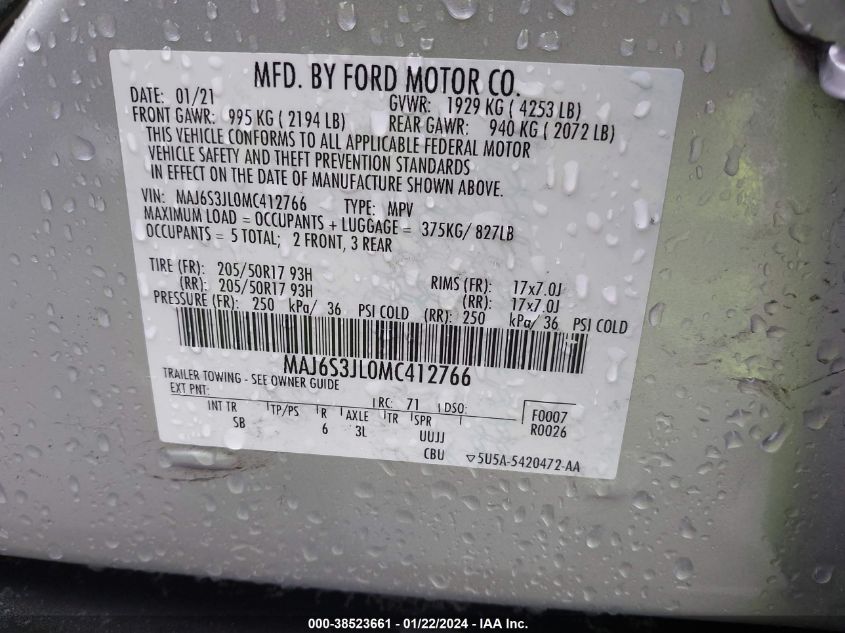 MFD. BY FORD MOTOR CO.
DATE: 01/21 GVWR: 1929 KG ( 4253 LB)
FRONT GAWR: 995 KG ( 2194 LB) REAR GAWR: 940 KG ( 2072 LB)
THIS VEHICLE CONFORMS TO ALL APPLICABLE FEDERAL MOTOR
VEHICLE SAFETY AND THEFT PREVENTION STANDARDS
IN EFFECT ON THE DATE OF MANUFACTURE SHOWN ABOVE.
VIN: MAJ6S3JL0MC412766 TYPE: MPV
MAXIMUM LOAD = OCCUPANTS + LUGGAGE = 375KG/ 827LB
OCCUPANTS = 5 TOTAL; 2 FRONT, 3 REAR
TIRE (FR): 205/50R17 93H RIMS (FR): 17x7.0J
(RR): 205/50R17 93H (RR): 17x7.0J
PRESSURE (FR): 250 kPa/ 36 PSI COLD (RR): 250 kPa/ 36 PSI COLD
MAJ6S3JL0MC412766
TRAILER TOWING - SEE OWNER GUIDE
EXT PNT: RC: 71 DSO: F0007
INT TR TP/PS R AXLE TR SPR R0026
SB 6 3L UUJJ
CBU ▽5U5A-5420472-AA
000-38523661 - 01/22/2024 - IAA Inc.